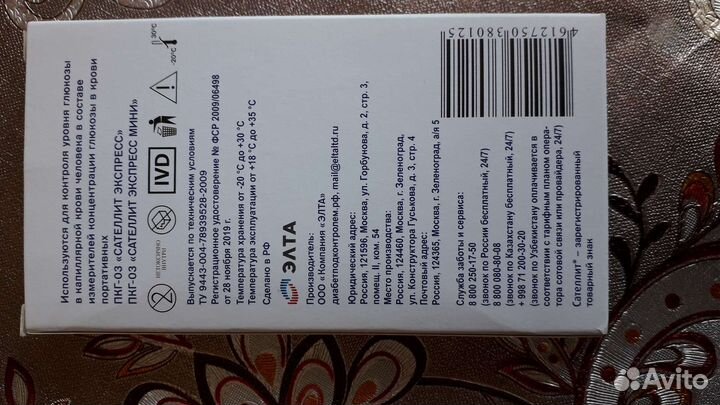 Используются для контроля уровня глюкозы
в капиллярной крови человека в составе
измерителей концентрации глюкозы в крови
портативных
ПКГ-03 «САТЕЛЛИТ ЭКСПРЕСС»
ПКГ-03 «САТЕЛЛИТ ЭКСПРЕСС МИНИ»
НЕТОКСИЧНО
ВНУТРИ
IVD
-20°C
30°C
Выпускается по техническим условиям
ТУ 9443-004-78939528-2009
Регистрационное удостоверение № ФСР 2009/06498
от 28 ноября 2019 г.
Температура хранения от -20 °С до +30 °С
Температура эксплуатации от +18 °С до +35 °С
Сделано в РФ
ЭЛТА
Производитель:
ООО «Компания «ЭЛТА»
диабетподконтролем.рф, mail@eltaltd.ru
Юридический адрес:
Россия, 121596, Москва, ул. Горбунова, д. 2, стр. 3,
помещ. II, ком. 54
Место производства:
Россия, 124460, Москва, г. Зеленоград,
ул. Конструктора Гуськова, д. 3, стр. 4
Почтовый адрес:
Россия, 124365, Москва, г. Зеленоград, а/я 5
Служба заботы и сервиса:
8 800 250-17-50
(звонок по России бесплатный, 24/7)
8 800 080-80-08
(звонок по Казахстану бесплатный, 24/7)
+ 998 71 200-30-20
(звонок по Узбекистану оплачивается в
соответствии с тарифным планом опера-
тора сотовой связи или провайдера, 24/7)
Сателлит® – зарегистрированный
товарный знак
4 612750 380125
Avito